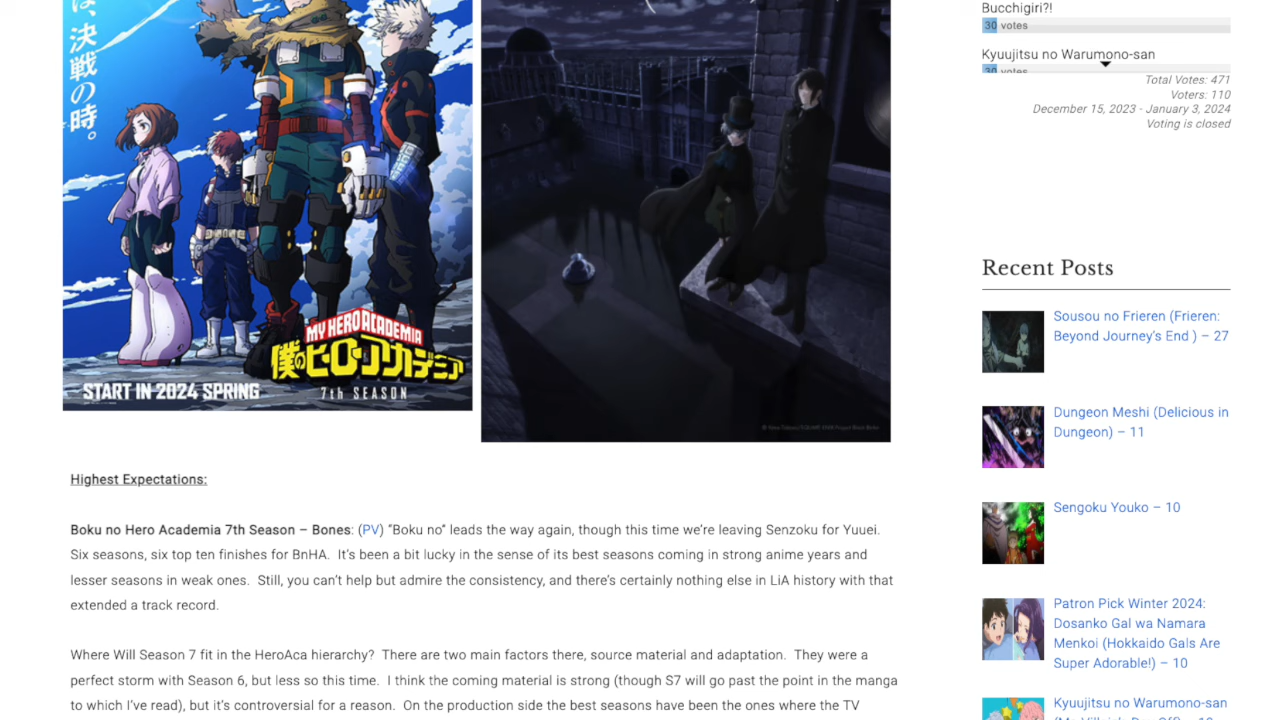 は、決戦の時。
MY HERO ACADEMIA
僕のヒーローアカデミア
START IN 2024 SPRING
7th SEASON
Highest Expectations:
Boku no Hero Academia 7th Season – Bones: (PV) “Boku no” leads the way again, though this time we’re leaving Senzoku for Yuuei.
Six seasons, six top ten finishes for BnHA. It’s been a bit lucky in the sense of its best seasons coming in strong anime years and
lesser seasons in weak ones. Still, you can’t help but admire the consistency, and there’s certainly nothing else in LiA history with that
extended a track record.
Where Will Season 7 fit in the HeroAca hierarchy? There are two main factors there, source material and adaptation. They were a
perfect storm with Season 6, but less so this time. I think the coming material is strong (though S7 will go past the point in the manga
to which I’ve read), but it’s controversial for a reason. On the production side the best seasons have been the ones where the TV
Bucchigiri?!
30 votes
Kyuujitsu no Warumono-san
30 votes
Total Votes: 471
Voters: 110
December 15, 2023 - January 3, 2024
Voting is closed
Recent Posts
Sousou no Frieren (Frieren:
Beyond Journey’s End ) – 27
Dungeon Meshi (Delicious in
Dungeon) – 11
Sengoku Youko – 10
Patron Pick Winter 2024:
Dosanko Gal wa Namara
Menkoi (Hokkaido Gals Are
Super Adorable!) – 10
Kyuujitsu no Warumono-san